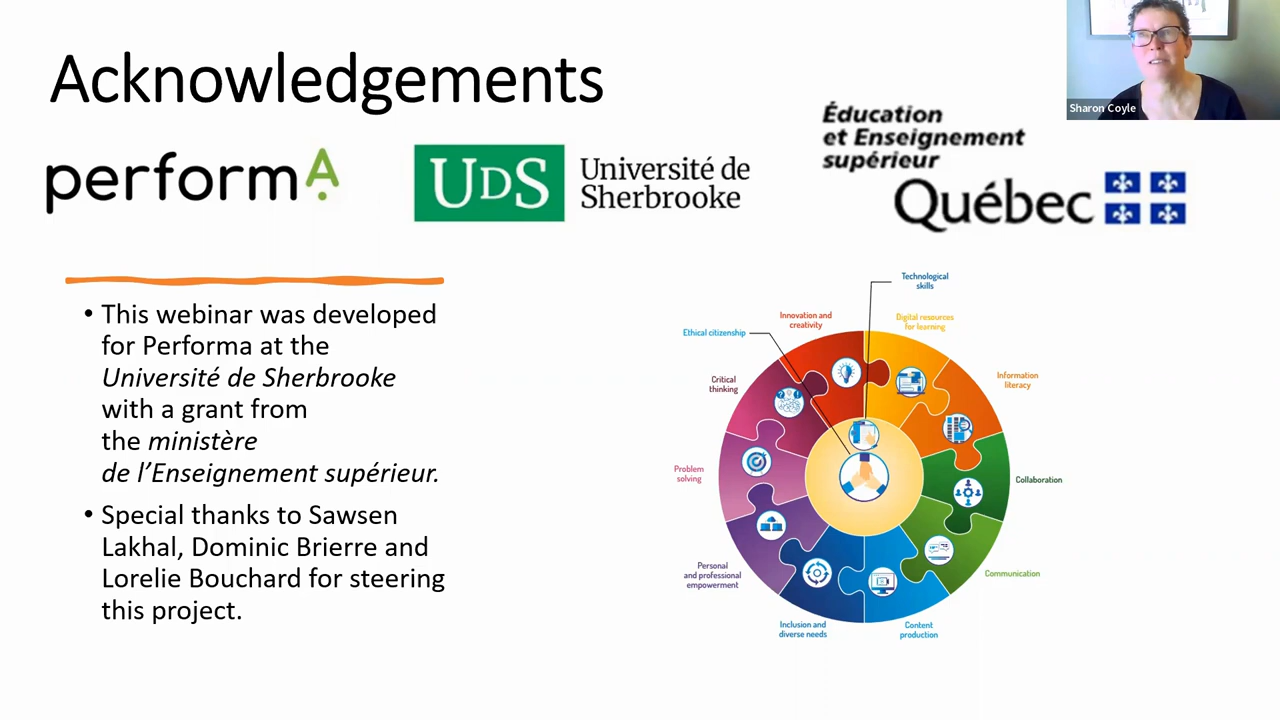 Acknowledgements
Sharon Coyle
performA
UDS
Université de
Sherbrooke
Éducation
et Enseignement
supérieur
Québec
• This webinar was developed
for Performa at the
Université de Sherbrooke
with a grant from
the ministère
de l’Enseignement supérieur.
• Special thanks to Sawsen
Lakhal, Dominic Brierre and
Lorelie Bouchard for steering
this project.
Technological
skills
Innovation and
creativity
Digital resources
for learning
Ethical citizenship
Critical
thinking
Information
literacy
Problem
solving
Collaboration
Personal
and professional
empowerment
Communication
Inclusion and
diverse needs
Content
production